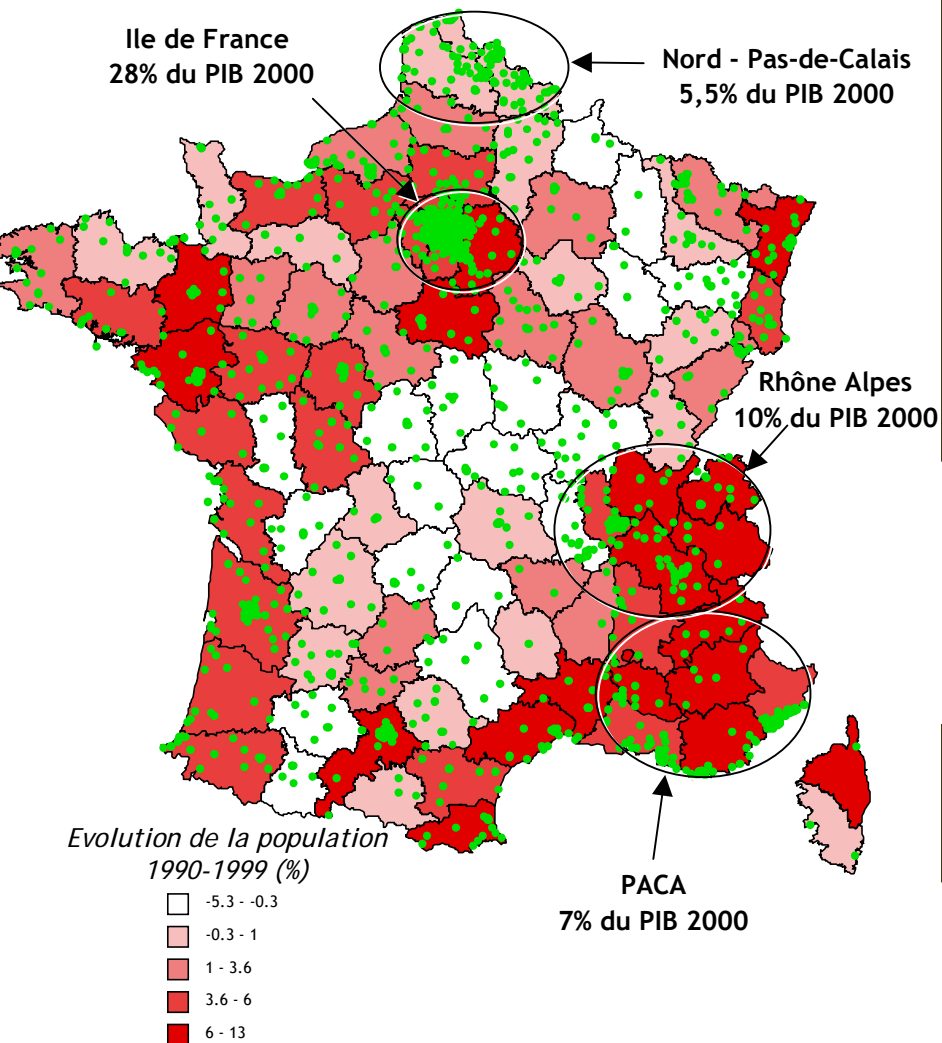 Ile de France
28% du PIB 2000
Nord - Pas-de-Calais
5,5% du PIB 2000
Rhône Alpes
10% du PIB 2000
PACA
7% du PIB 2000
Evolution de la population
1990-1999 (%)
-5.3 - -0.3
-0.3 - 1
1 - 3.6
3.6 - 6
6 - 13